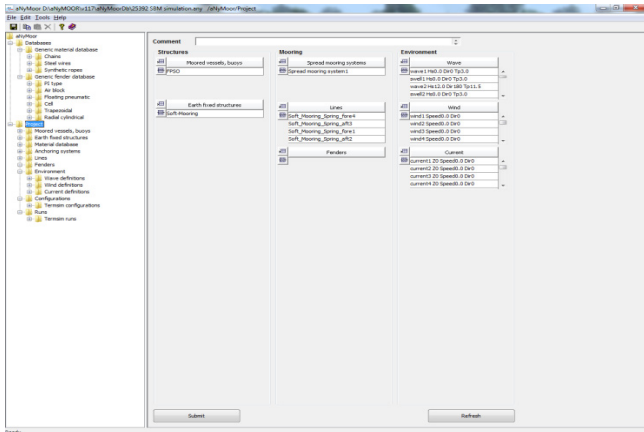 aNyMoor D:\aNyMOOR\v117\aNyMoorDb\25392 SIIM simulation.any /aNyMoor/Project
File Edit Tools Help
aNyMoor
Databases
Generic material database
Chains
Steel wires
Synthetic ropes
Generic fender database
PI type
Air block
Floating pneumatic
Cell
Trapezoidal
Radial cylindrical
Project
Moored vessels, buoys
Earth fixed structures
Material database
Anchoring systems
Lines
Fenders
Environment
Wave definitions
Wind definitions
Current definitions
Configurations
Termsim configurations
Runs
Termsim runs
Comment
Structures
Moored vessels, buoys
FPSO
Earth fixed structures
Soft-Mooring
Mooring
Spread mooring systems
Spread mooring system1
Lines
Soft_Mooring_Spring_fore4
Soft_Mooring_Spring_aft3
Soft_Mooring_Spring_fore1
Soft_Mooring_Spring_aft2
Fenders
Environment
Wave
wave1 Hs0.0 Dir0 Tp3.0
swell1 Hs0.0 Dir0 Tp3.0
wave2 Hs12.0 Dir180 Tp11.5
swell2 Hs0.0 Dir0 Tp3.0
Wind
wind1 Speed0.0 Dir0
wind2 Speed0.0 Dir0
wind3 Speed0.0 Dir0
wind4 Speed0.0 Dir0
Current
current1 Z0 Speed0.0 Dir0
current2 Z0 Speed0.0 Dir0
current3 Z0 Speed0.0 Dir0
current4 Z0 Speed0.0 Dir0
Submit
Refresh
Ready